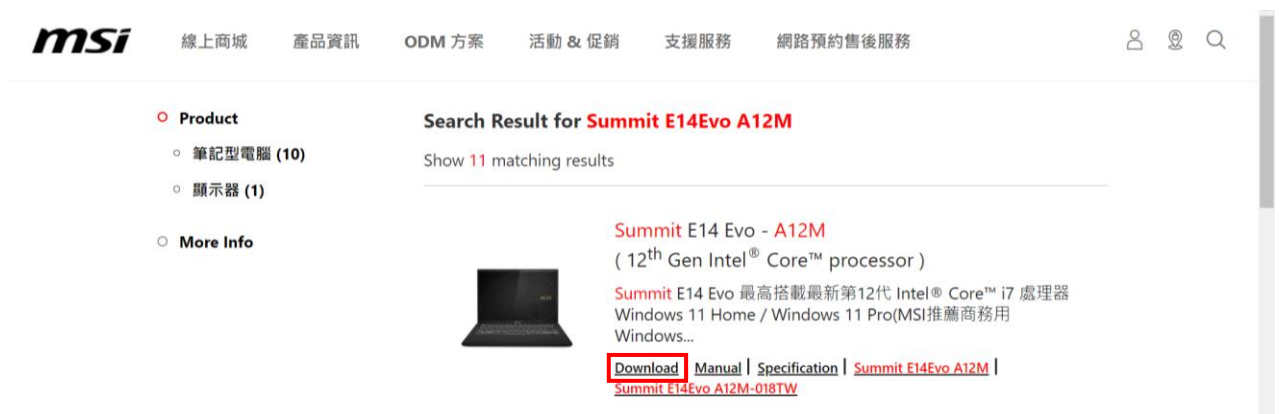 msi 線上商城 產品資訊 ODM 方案 活動 & 促銷 支援服務 網路預約售後服務
Product
筆記型電腦 (10)
顯示器 (1)
More Info
Search Result for Summit E14Evo A12M
Show 11 matching results
Summit E14 Evo - A12M
( 12th Gen Intel® Core™ processor )
Summit E14 Evo 最高搭載最新第12代 Intel® Core™ i7 處理器
Windows 11 Home / Windows 11 Pro(MSI推薦商務用
Windows...
Download Manual | Specification | Summit E14Evo A12M |
Summit E14Evo A12M-018TW